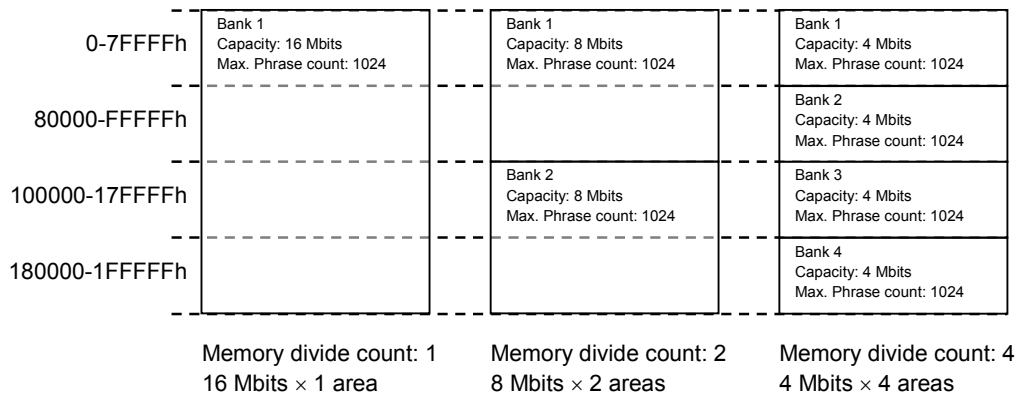 0-7FFFFh
80000-FFFFFh
100000-17FFFFh
180000-1FFFFFh
Bank 1
Capacity: 16 Mbits
Max. Phrase count: 1024
Memory divide count: 1
16 Mbits × 1 area
Bank 1
Capacity: 8 Mbits
Max. Phrase count: 1024
Bank 2
Capacity: 8 Mbits
Max. Phrase count: 1024
Memory divide count: 2
8 Mbits × 2 areas
Bank 1
Capacity: 4 Mbits
Max. Phrase count: 1024
Bank 2
Capacity: 4 Mbits
Max. Phrase count: 1024
Bank 3
Capacity: 4 Mbits
Max. Phrase count: 1024
Bank 4
Capacity: 4 Mbits
Max. Phrase count: 1024
Memory divide count: 4
4 Mbits × 4 areas